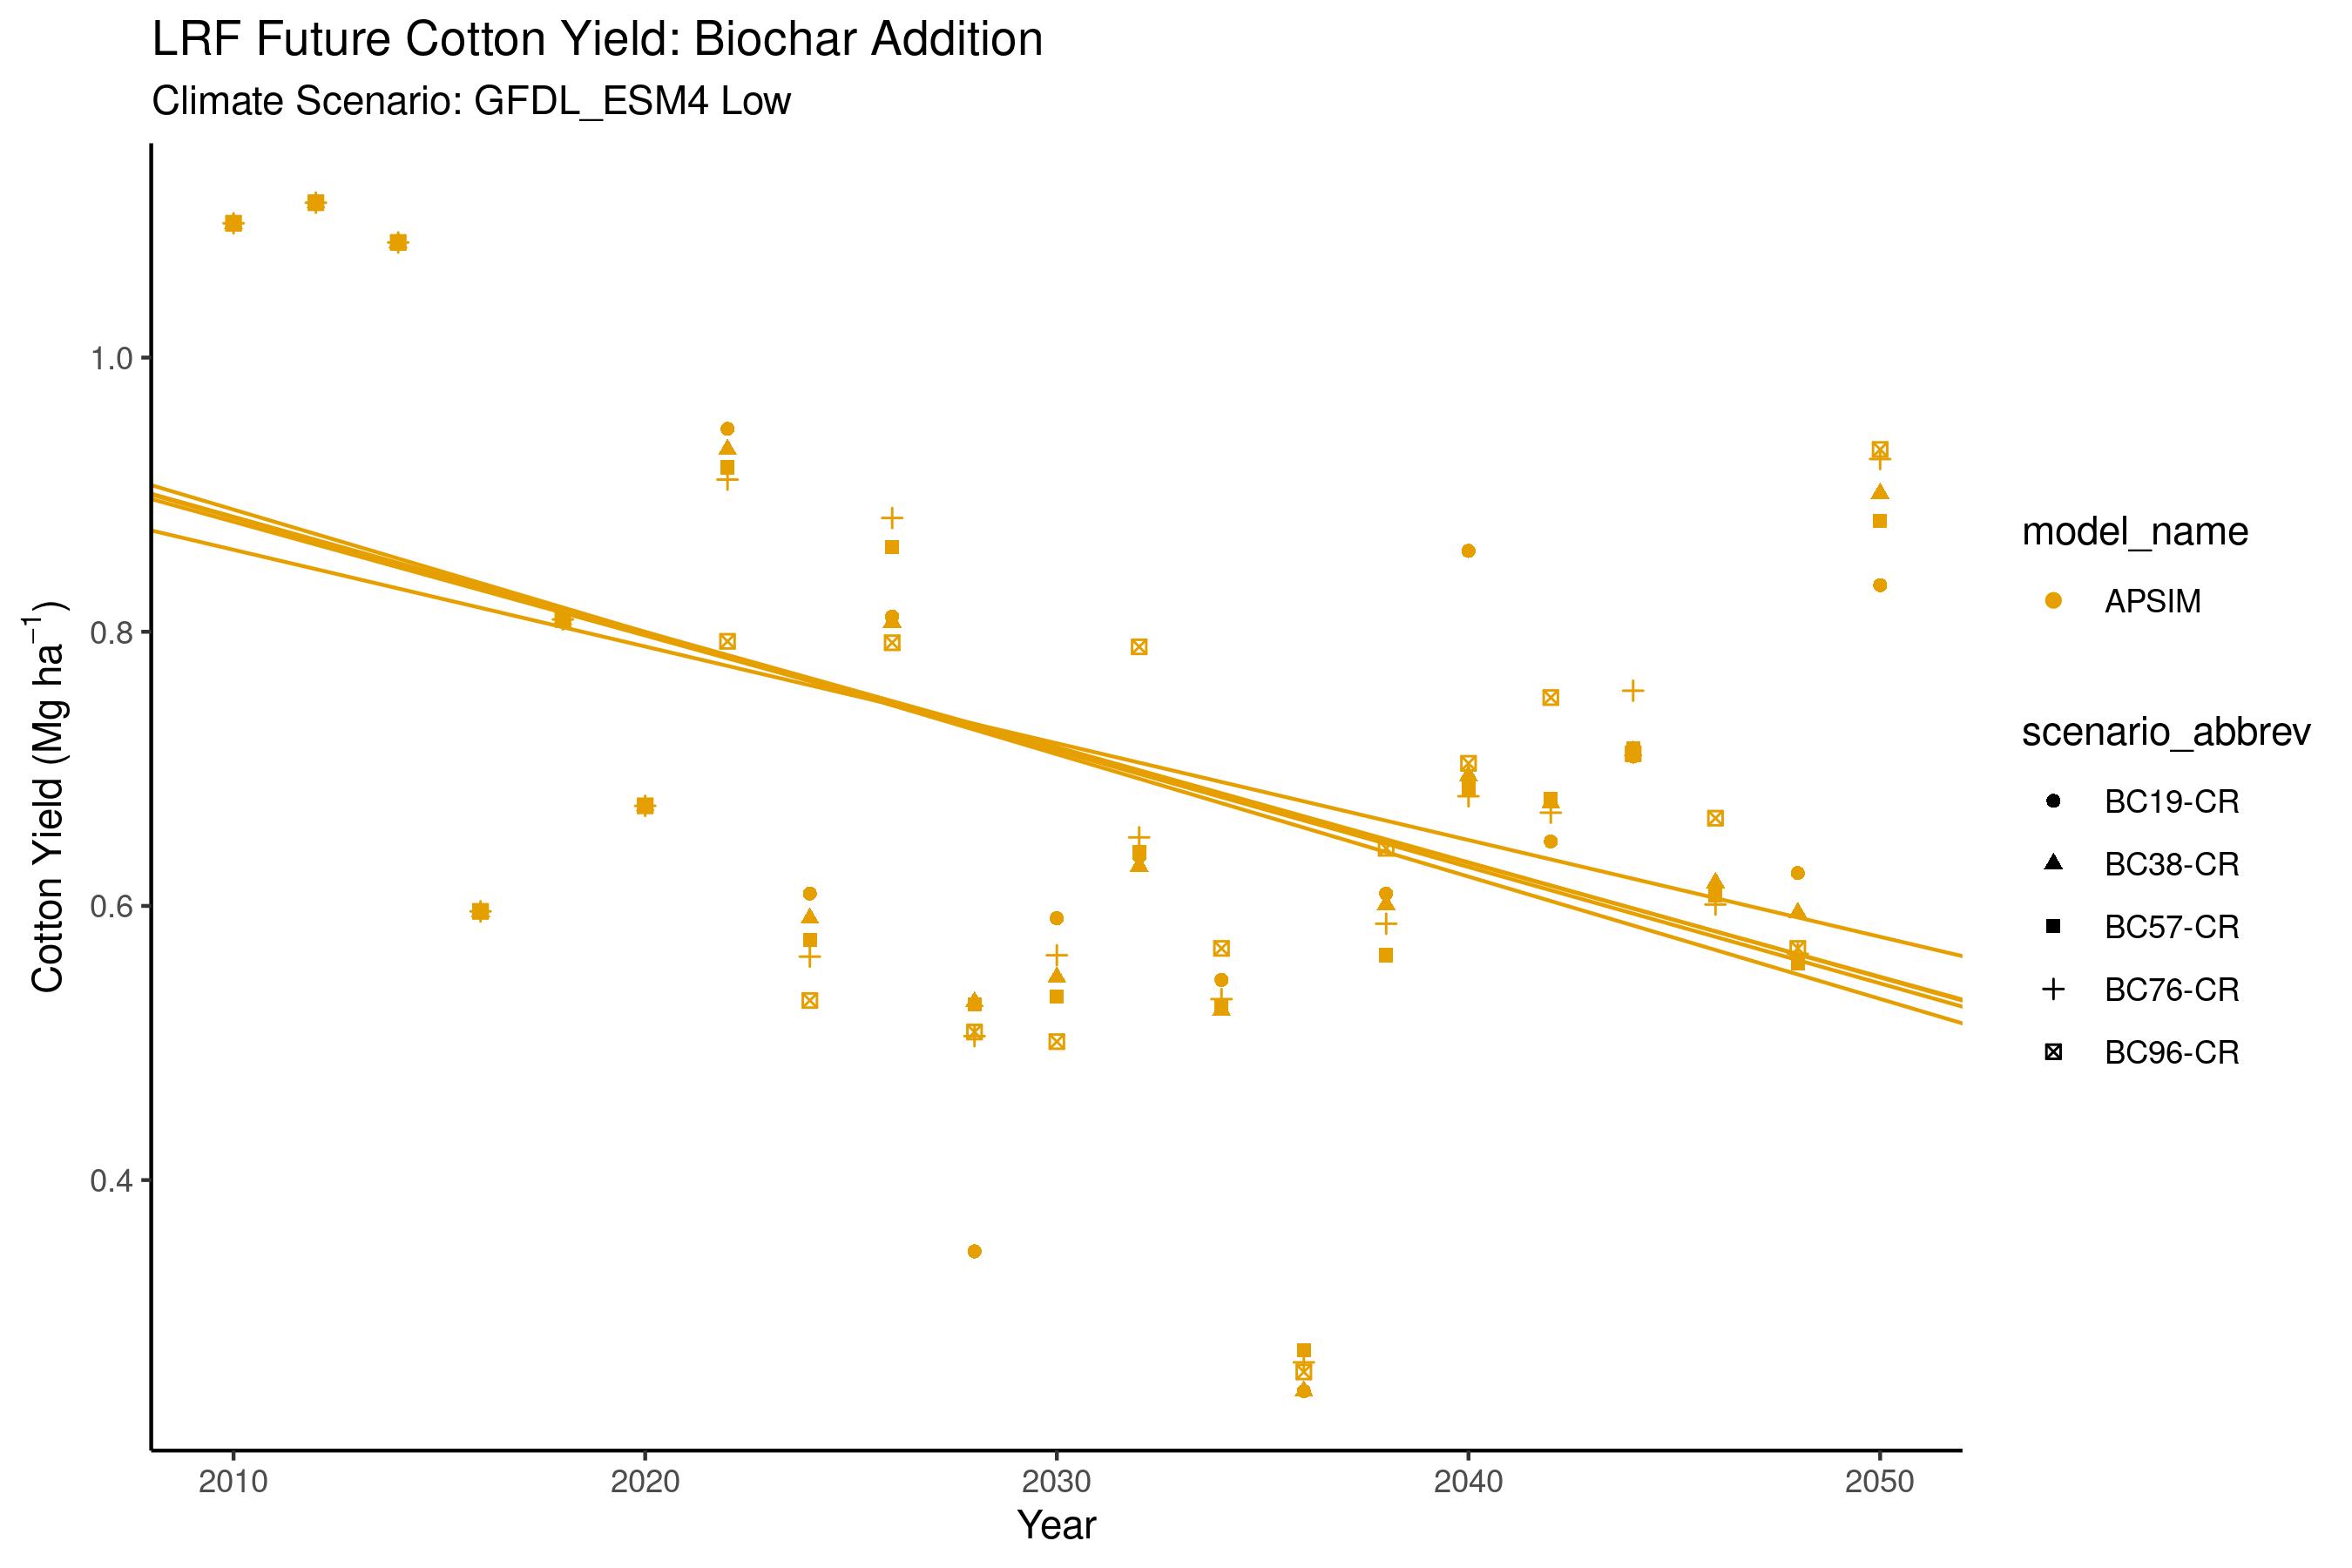 LRF Future Cotton Yield: Biochar Addition
Climate Scenario: GFDL_ESM4 Low
Cotton Yield (Mg ha⁻¹)
1.0
0.8
0.6
0.4
2010 2020 2030 2040 2050
Year
model_name
APSIM
scenario_abbrev
BC19-CR
BC38-CR
BC57-CR
BC76-CR
BC96-CR